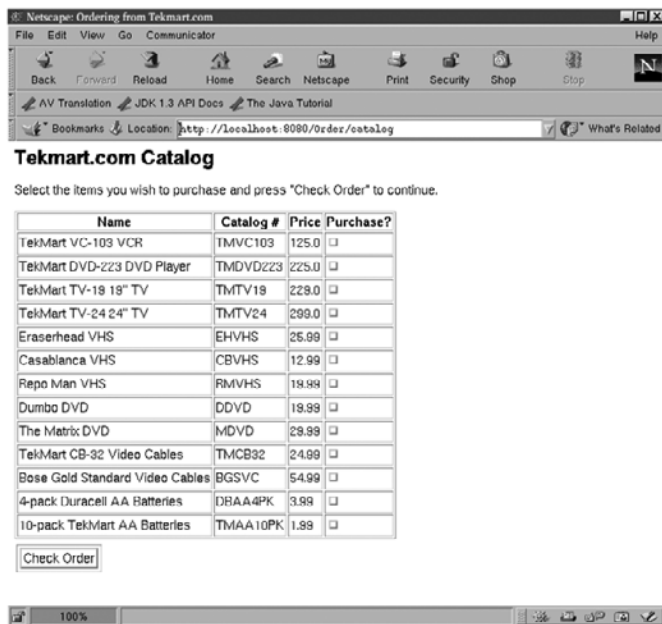 Netscape: Ordering from Tekmart.com
File Edit View Go Communicator Help
Back Forward Reload Home Search Netscape Print Security Shop Stop N
AV Translation JDK 1.3 API Docs The Java Tutorial
Bookmarks Location: http://localhost:8080/Order/catalog What's Related
Tekmart.com Catalog
Select the items you wish to purchase and press "Check Order" to continue.
Name Catalog # Price Purchase?
TekMart VC-103 VCR TMVC103 125.0
TekMart DVD-223 DVD Player TMDVD223 225.0
TekMart TV-19 19" TV TMTV19 229.0
TekMart TV-24 24" TV TMTV24 299.0
Eraserhead VHS EHVHS 25.99
Casablanca VHS CBVHS 12.99
Repo Man VHS RMVHS 19.99
Dumbo DVD DDVD 19.99
The Matrix DVD MDVD 29.99
TekMart CB-32 Video Cables TMCB32 24.99
Bose Gold Standard Video Cables BGSVC 54.99
4-pack Duracell AA Batteries DBAA4PK 3.99
10-pack TekMart AA Batteries TMAA10PK 1.99
Check Order
100%